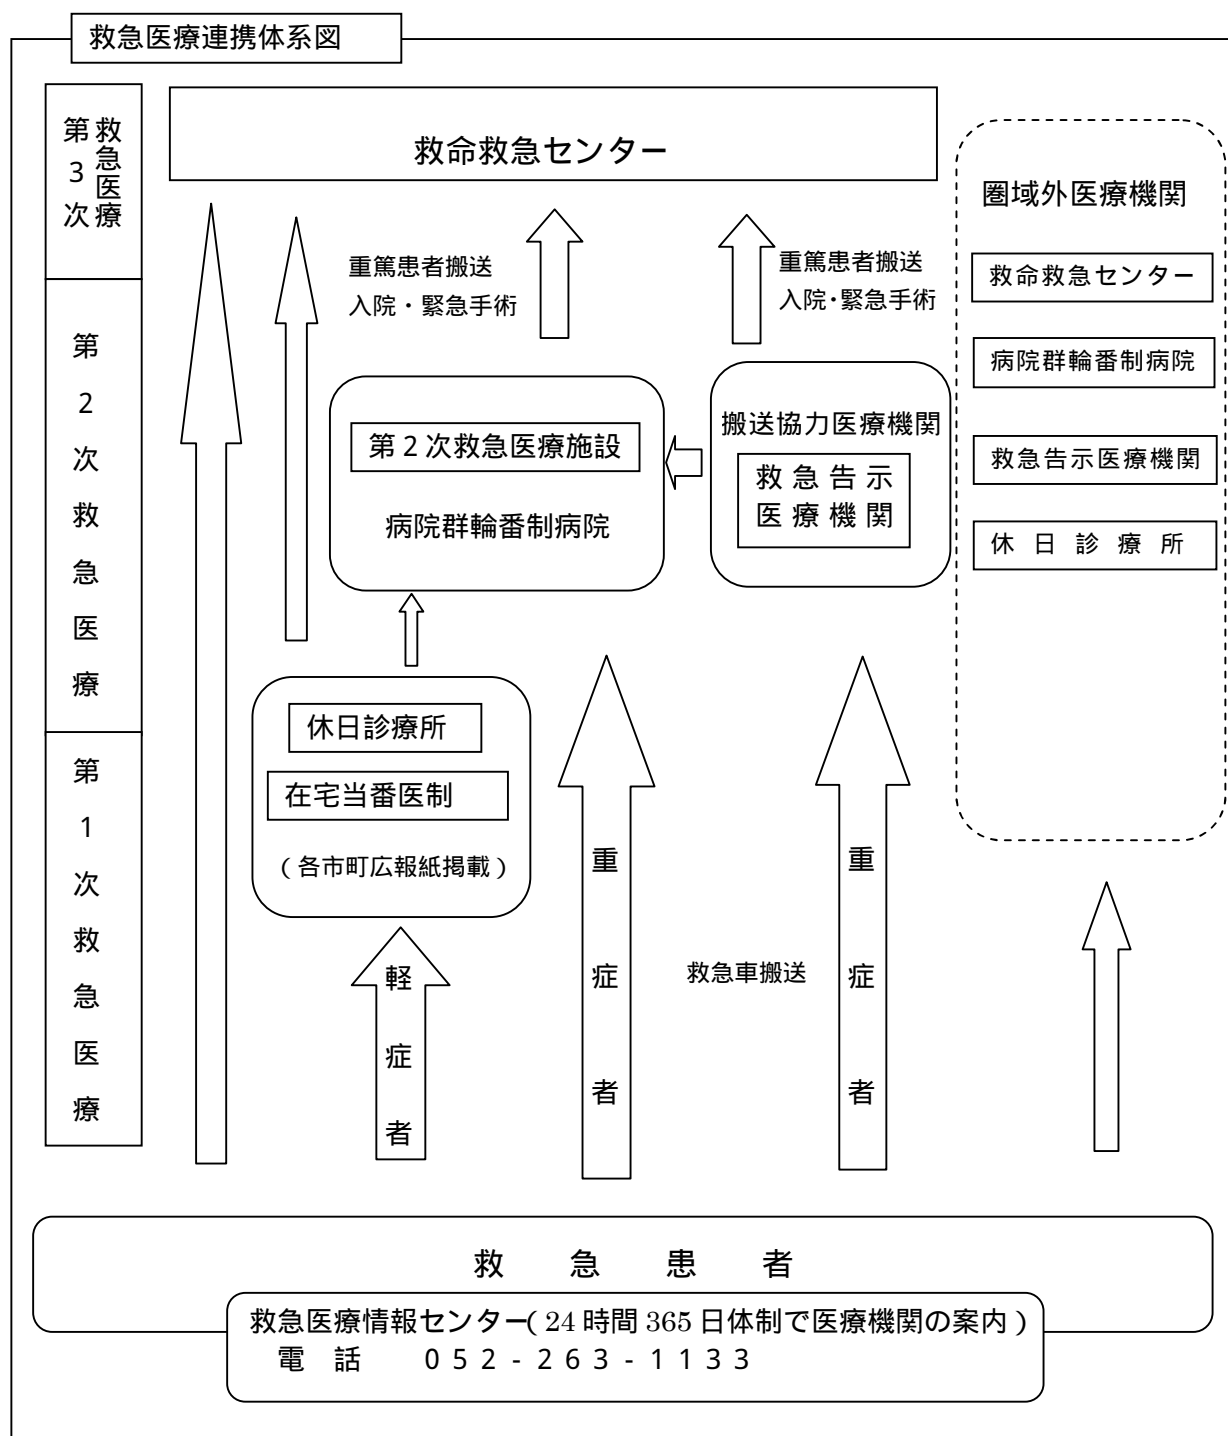 救急医療連携体系図
第3次
救急医療
救命救急センター
圏域外医療機関
救命救急センター
病院群輪番制病院
救急告示医療機関
休日診療所
重篤患者搬送
入院・緊急手術
重篤患者搬送
入院・緊急手術
第2次救急医療
第2次救急医療施設
病院群輪番制病院
搬送協力医療機関
救急告示
医療機関
第1次救急医療
休日診療所
在宅当番医制
(各市町広報紙掲載)
軽症者
重症者
救急車搬送
重症者
救急患者
救急医療情報センター(24時間365日体制で医療機関の案内)
電話 052-263-1133